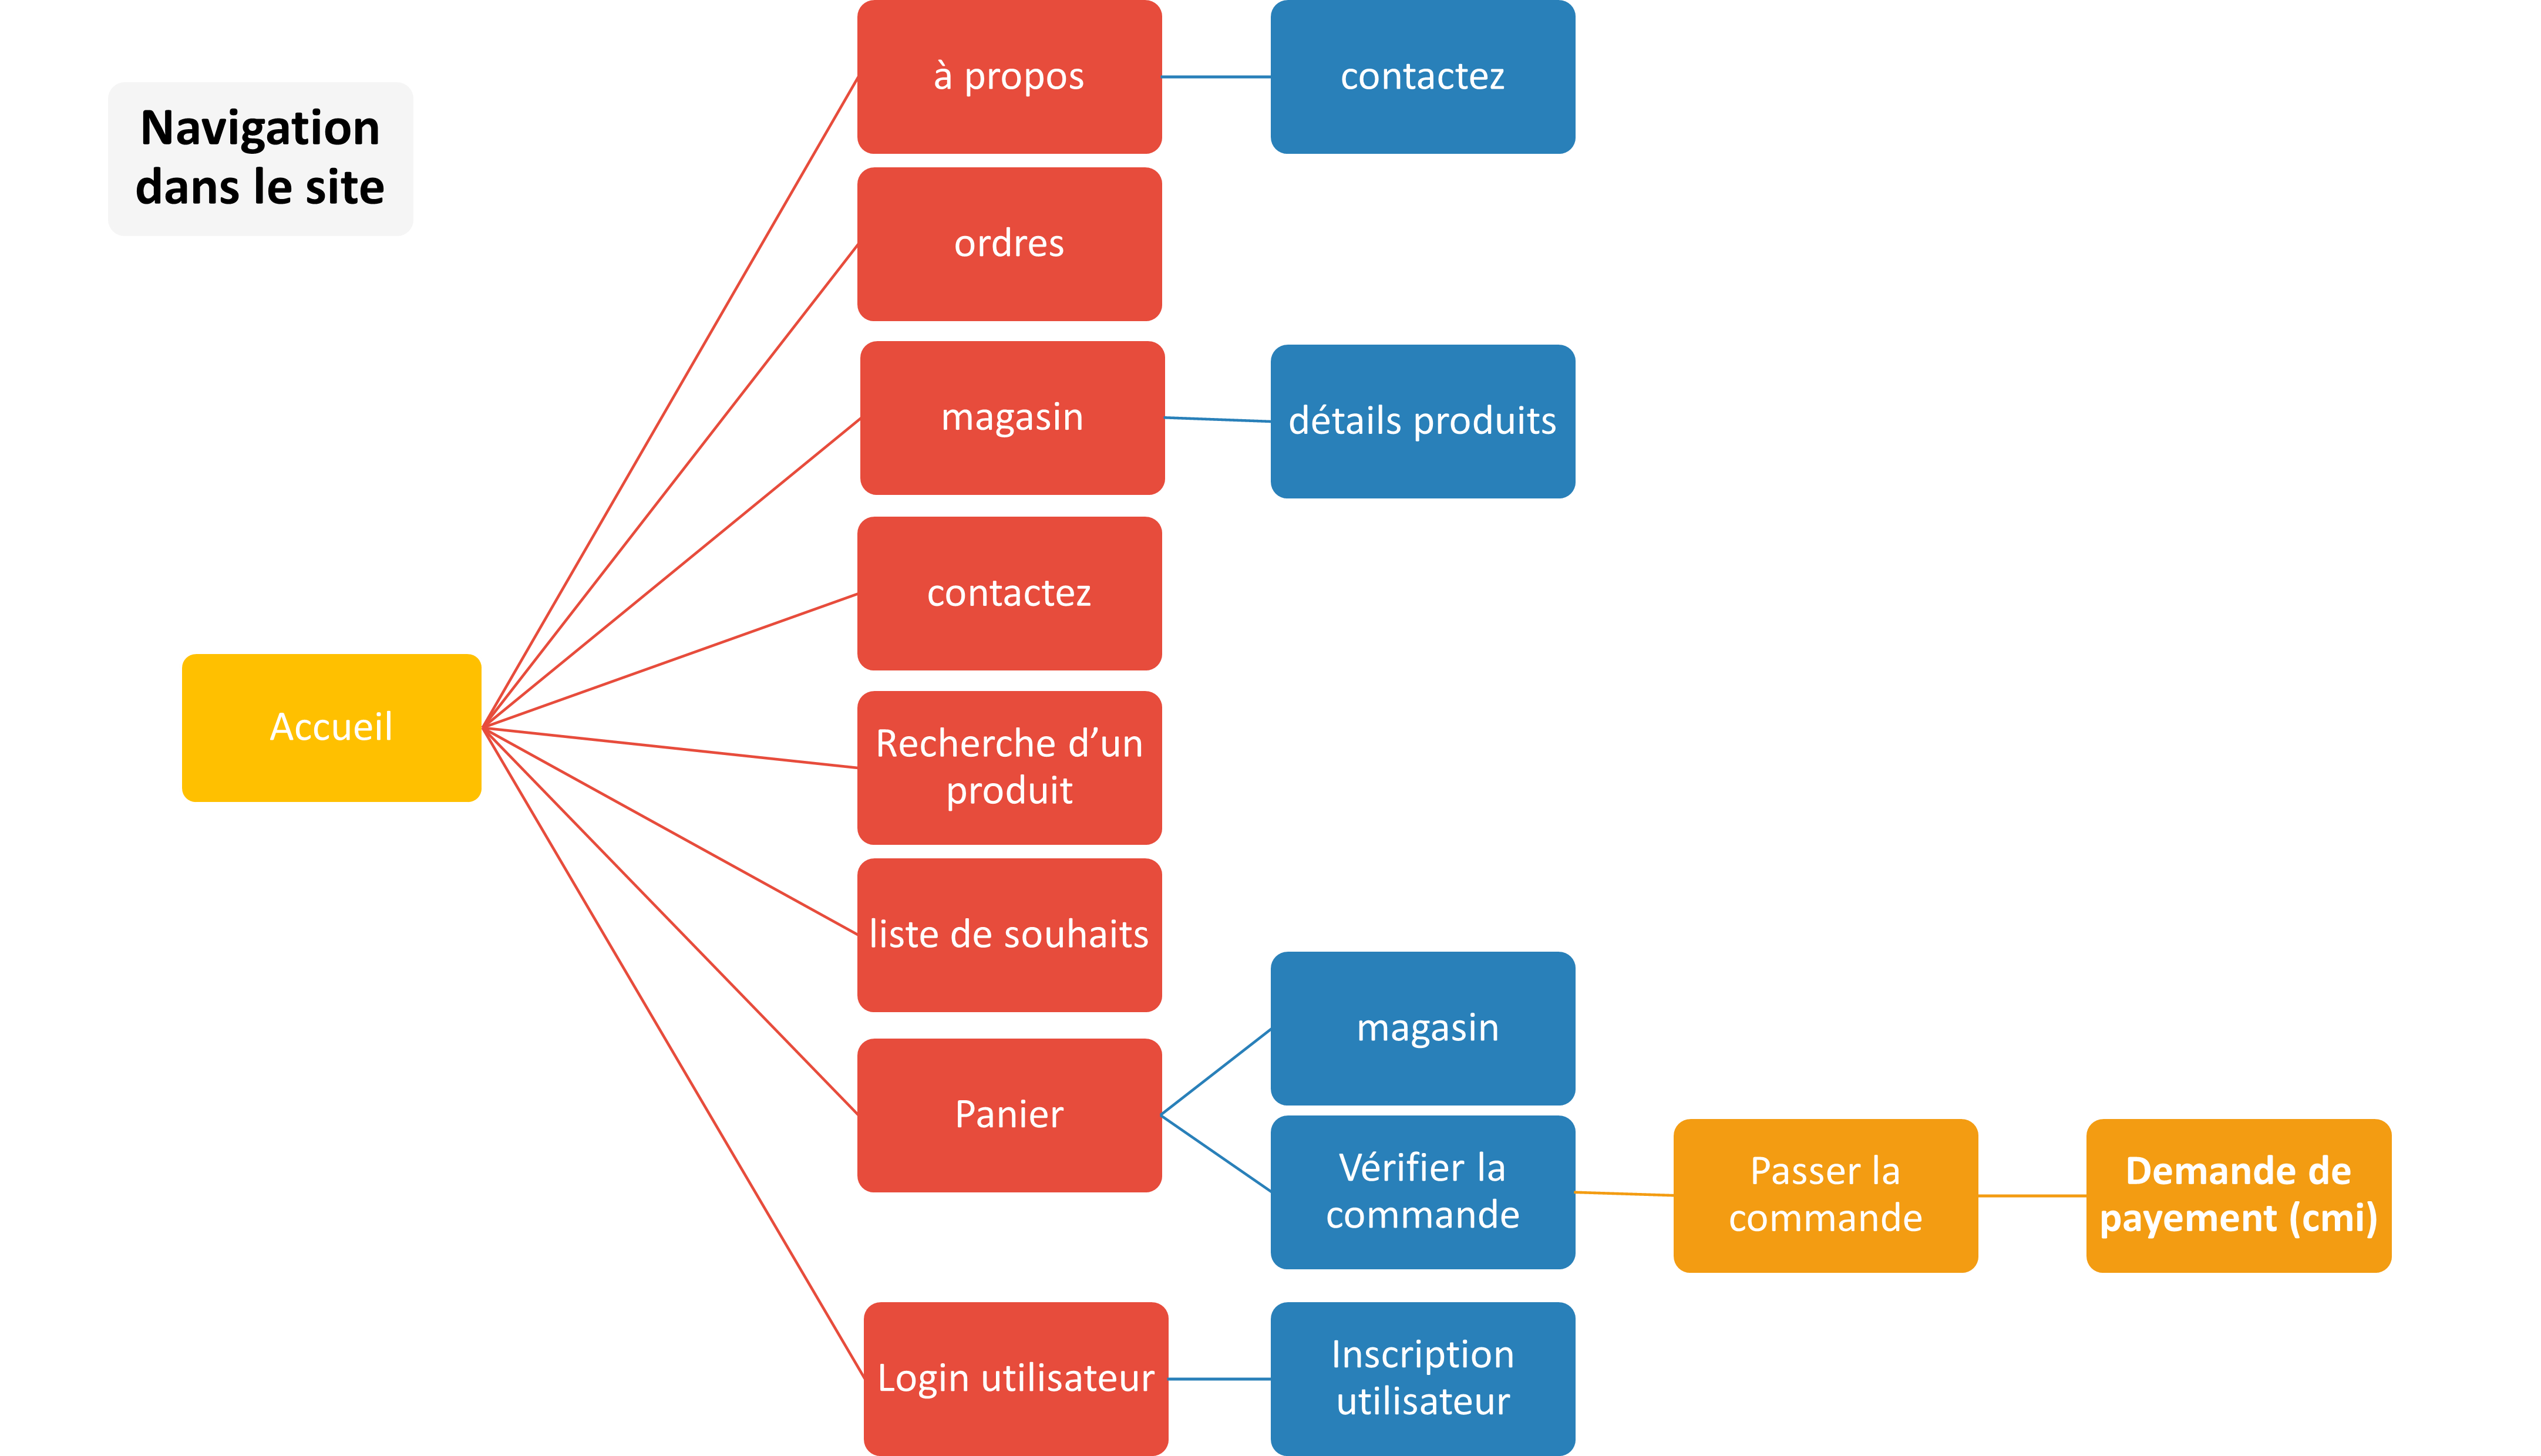 Navigation
dans le site
à propos
contactez
ordres
magasin
détails produits
contactez
Accueil
Recherche d’un
produit
liste de souhaits
magasin
Panier
Vérifier la
commande
Passer la
commande
Demande de
payement (cmi)
Login utilisateur
Inscription
utilisateur